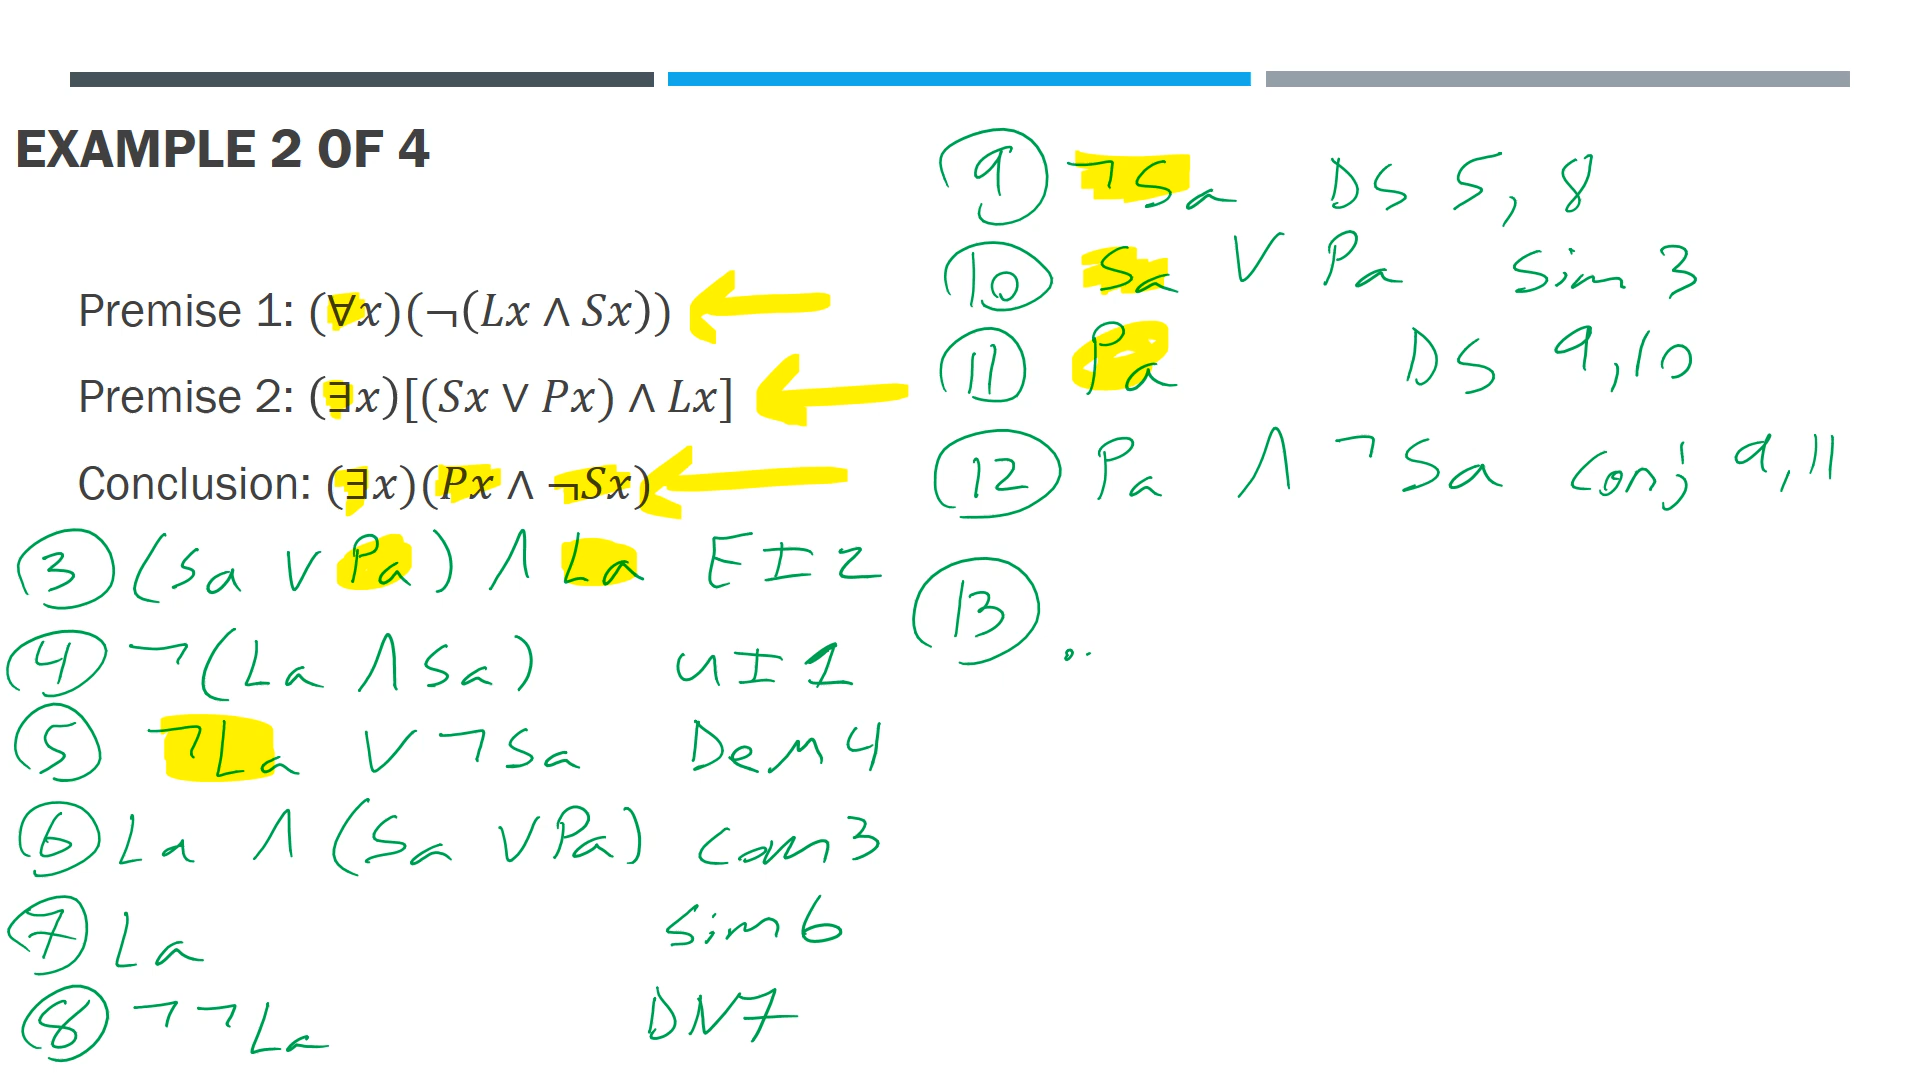 EXAMPLE 2 OF 4
Premise 1: (∀x)(¬(Lx ∧ Sx))
Premise 2: (∃x)[(Sx ∨ Px) ∧ Lx]
Conclusion: (∃x)(Px ∧ ¬Sx)
3 (Sa ∨ Pa) ∧ La EI 2
4 ¬(La ∧ Sa) UI 1
5 ¬La ∨ ¬Sa Dem 4
6 La ∧ (Sa ∨ Pa) com 3
7 La Sim 6
8 ¬¬La DN 7
9 ¬Sa DS 5, 8
10 Sa ∨ Pa Sim 3
11 Pa DS 9, 10
12 Pa ∧ ¬Sa conj 9, 11
13